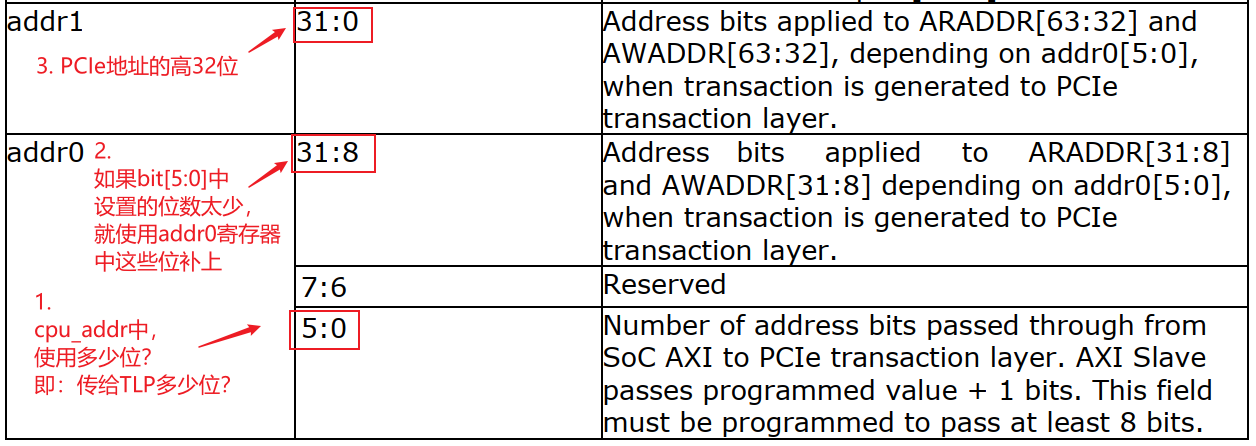 addr1
3. PCIe地址的高32位
31:0
Address bits applied to ARADDR[63:32] and
AWADDR[63:32], depending on addr0[5:0],
when transaction is generated to PCIe
transaction layer.
addr0
2.
如果bit[5:0]中
设置的位数太少，
就使用addr0寄存器
中这些位补上
31:8
Address bits applied to ARADDR[31:8]
and AWADDR[31:8] depending on addr0[5:0],
when transaction is generated to PCIe
transaction layer.
7:6
Reserved
1.
cpu_addr中，
使用多少位？
即：传给TLP多少位？
5:0
Number of address bits passed through from
SoC AXI to PCIe transaction layer. AXI Slave
passes programmed value + 1 bits. This field
must be programmed to pass at least 8 bits.